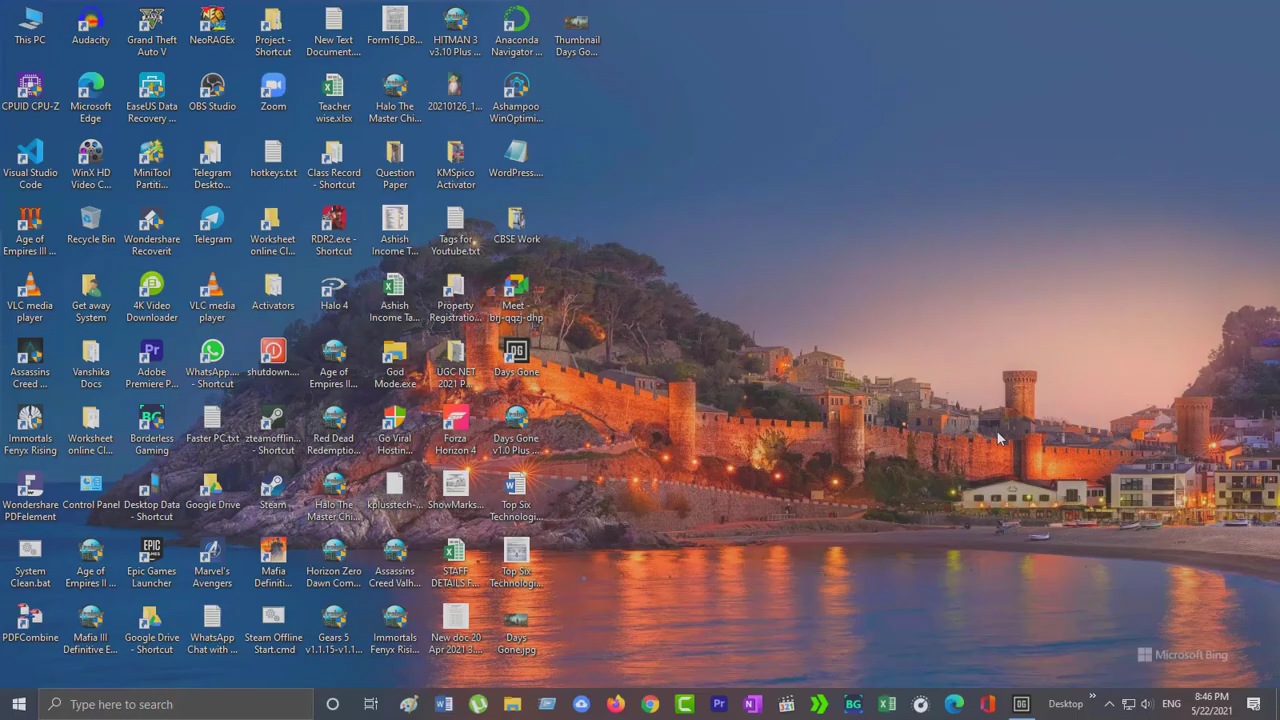 This PC
Audacity
Grand Theft
Auto V
NeoRAGEx
Project -
Shortcut
New Text
Document....
Form16_DB...
HITMAN 3
v3.10 Plus ...
Anaconda
Navigator ...
Thumbnail
Days Go...
CPUID CPU-Z
Microsoft
Edge
EaseUS Data
Recovery ...
OBS Studio
Zoom
Teacher
wise.xlsx
Halo The
Master Chi...
20210126_1...
Ashampoo
WinOptimi...
Visual Studio
Code
WinX HD
Video C...
MiniTool
Partiti...
Telegram
Deskto...
hotkeys.txt
Class Record
- Shortcut
Question
Paper
KMSpico
Activator
WordPress....
Age of
Empires III ...
Recycle Bin
Wondershare
Recoverit
Telegram
Worksheet
online Cl...
RDR2.exe -
Shortcut
Ashish
Income T...
Tags for
Youtube.txt
CBSE Work
VLC media
player
Get away
System
4K Video
Downloader
VLC media
player
Activators
Halo 4
Ashish
Income Ta...
Property
Registratio...
Meet -
brj-qqzj-dhp
Assassins
Creed ...
Vanshika
Docs
Adobe
Premiere P...
WhatsApp....
- Shortcut
shutdown....
Age of
Empires II...
God
Mode.exe
UGC NET
2021 P...
DG
Days Gone
Immortals
Fenyx Rising
Worksheet
online Cl...
BG
Borderless
Gaming
Faster PC.txt
zteamofflin...
- Shortcut
Red Dead
Redemptio...
Go Viral
Hostin...
Forza
Horizon 4
Days Gone
v1.0 Plus ...
Wondershare
PDFelement
Control Panel
Desktop Data
- Shortcut
Google Drive
Steam
Halo The
Master Chi...
kplusstech-...
ShowMarks...
Top Six
Technologi...
System
Clean.bat
Age of
Empires II ...
EPIC
GAMES
Epic Games
Launcher
Marvel's
Avengers
Mafia
Definiti...
Horizon Zero
Dawn Com...
Assassins
Creed Valh...
STAFF
DETAILS F...
Top Six
Technologi...
PDFCombine
Mafia III
Definitive E...
Google Drive
- Shortcut
WhatsApp
Chat with ...
Steam Offline
Start.cmd
Gears 5
v1.1.15-v1.1...
Immortals
Fenyx Risi...
New doc 20
Apr 2021 3....
Days
Gone.jpg
Microsoft Bing
Type here to search
BG
DG
Desktop
ENG
8:46 PM
5/22/2021